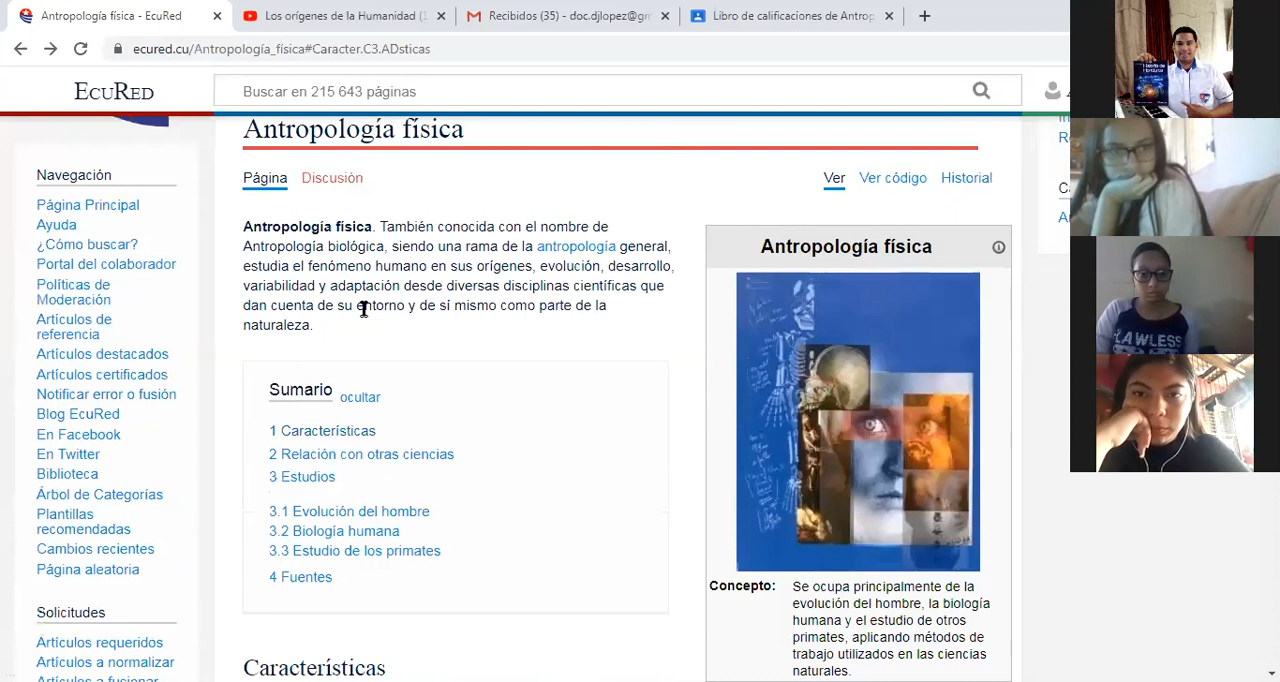 Antropología física - EcuRed
Los orígenes de la Humanidad (
Recibidos (35) - doc.djlopez@gm
Libro de calificaciones de Antrop
ecured.cu/Antropología_física#Caracter.C3.ADsticas
ECURED
Buscar en 215 643 páginas
Antropología física
Página
Discusión
Ver
Ver código
Historial
Navegación
Página Principal
Ayuda
¿Cómo buscar?
Portal del colaborador
Políticas de
Moderación
Artículos de
referencia
Artículos destacados
Artículos certificados
Notificar error o fusión
Blog EcuRed
En Facebook
En Twitter
Biblioteca
Árbol de Categorías
Plantillas
recomendadas
Cambios recientes
Página aleatoria
Solicitudes
Artículos requeridos
Artículos a normalizar
Artículos a fusionar
Antropología física. También conocida con el nombre de
Antropología biológica, siendo una rama de la antropología general,
estudia el fenómeno humano en sus orígenes, evolución, desarrollo,
variabilidad y adaptación desde diversas disciplinas científicas que
dan cuenta de su entorno y de sí mismo como parte de la
naturaleza.
Sumario
ocultar
1 Características
2 Relación con otras ciencias
3 Estudios
3.1 Evolución del hombre
3.2 Biología humana
3.3 Estudio de los primates
4 Fuentes
Características
Antropología física
Concepto:
Se ocupa principalmente de la
evolución del hombre, la biología
humana y el estudio de otros
primates, aplicando métodos de
trabajo utilizados en las ciencias
naturales.
Historia de
Honduras
FLAWLESS